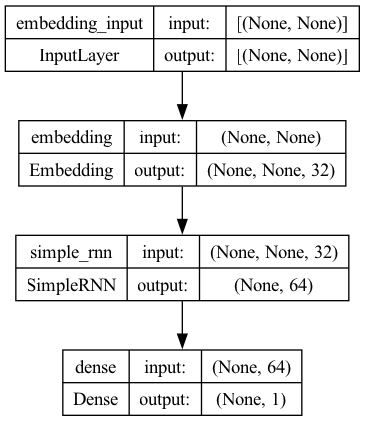 embedding_input input: [(None, None)]
InputLayer output: [(None, None)]
embedding input: (None, None)
Embedding output: (None, None, 32)
simple_rnn input: (None, None, 32)
SimpleRNN output: (None, 64)
dense input: (None, 64)
Dense output: (None, 1)